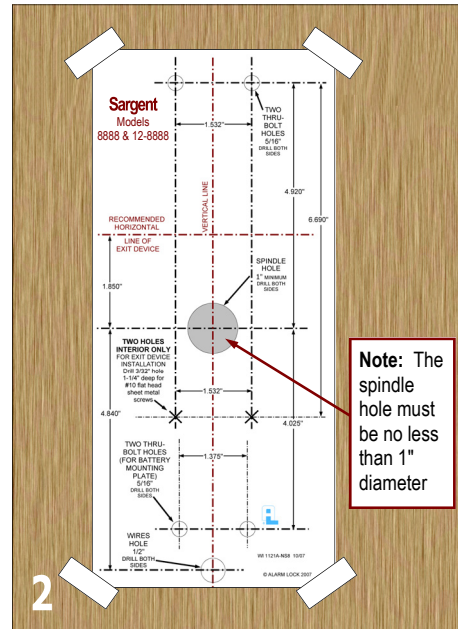 Sargent
Models
8888 & 12-8888
TWO
THRU-
BOLT
HOLES
5/16"
DRILL BOTH
SIDES
1.532"
4.920"
6.690"
VERTICAL LINE
RECOMMENDED
HORIZONTAL
LINE OF
EXIT DEVICE
1.850"
SPINDLE
HOLE
1" MINIMUM
DRILL BOTH
SIDES
TWO HOLES
INTERIOR ONLY
FOR EXIT DEVICE
INSTALLATION
Drill 3/32" hole
1-1/4" deep for
#10 flat head
sheet metal
screws
1.532"
Note: The
spindle
hole must
be no less
than 1"
diameter
4.840"
4.025"
TWO THRU-
BOLT HOLES
(FOR BATTERY
MOUNTING
PLATE)
5/16"
DRILL BOTH
SIDES
1.375"
WIRES
HOLE
1/2"
DRILL BOTH
SIDES
WI 1121A.NS8 10/07
© ALARM LOCK 2007
2